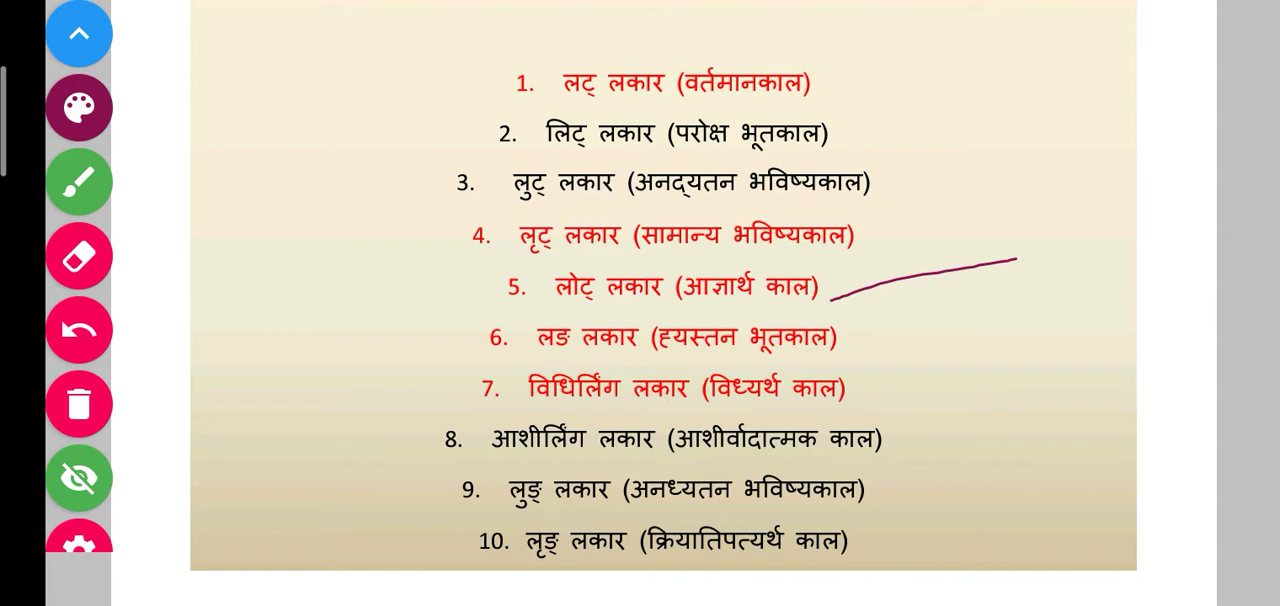 1. लट् लकार (वर्तमानकाल)
2. लिट् लकार (परोक्ष भूतकाल)
3. लुट् लकार (अनद्यतन भविष्यकाल)
4. लृट् लकार (सामान्य भविष्यकाल)
5. लोट् लकार (आज्ञार्थ काल)
6. लङ लकार (ह्यस्तन भूतकाल)
7. विधिर्लिंग लकार (विध्यर्थ काल)
8. आशीर्लिंग लकार (आशीर्वादात्मक काल)
9. लुङ् लकार (अनध्यतन भविष्यकाल)
10. लृङ् लकार (क्रियातिपत्यर्थ काल)